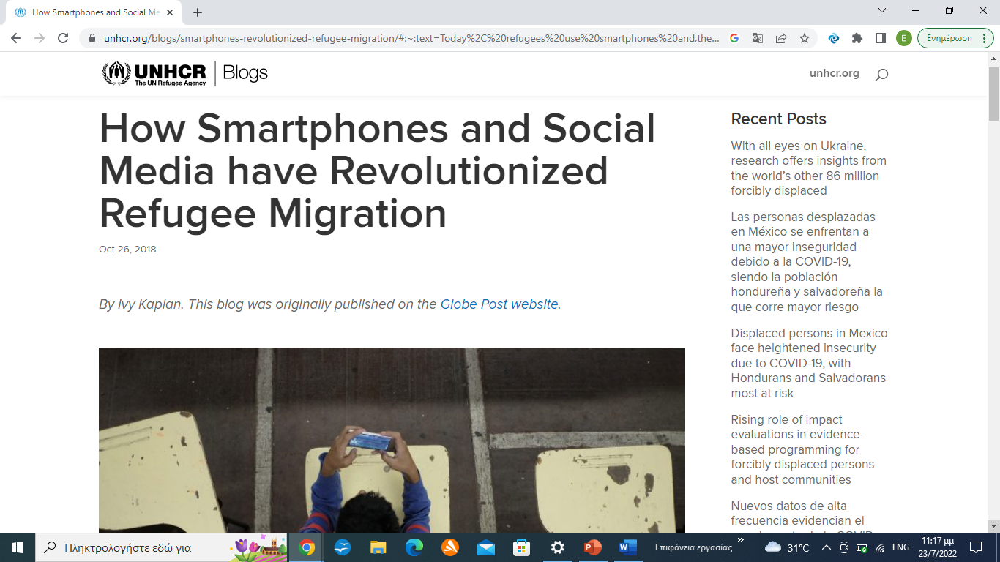 How Smartphones and Social Me
unhcr.org/blogs/smartphones-revolutionized-refugee-migration/#:~:text=Today%2C%20refugees%20use%20smartphones%20and,the...
E
Ενημέρωση
UNHCR
The UN Refugee Agency
Blogs
unhcr.org
How Smartphones and Social
Media have Revolutionized
Refugee Migration
Oct 26, 2018
By Ivy Kaplan. This blog was originally published on the Globe Post website.
Recent Posts
With all eyes on Ukraine,
research offers insights from
the world’s other 86 million
forcibly displaced
Las personas desplazadas
en México se enfrentan a
una mayor inseguridad
debido a la COVID-19,
siendo la población
hondureña y salvadoreña la
que corre mayor riesgo
Displaced persons in Mexico
face heightened insecurity
due to COVID-19, with
Hondurans and Salvadorans
most at risk
Rising role of impact
evaluations in evidence-
based programming for
forcibly displaced persons
and host communities
Nuevos datos de alta
frecuencia evidencian el
Πληκτρολογήστε εδώ για
Επιφάνεια εργασίας
31°C
ENG
11:17 μμ
23/7/2022